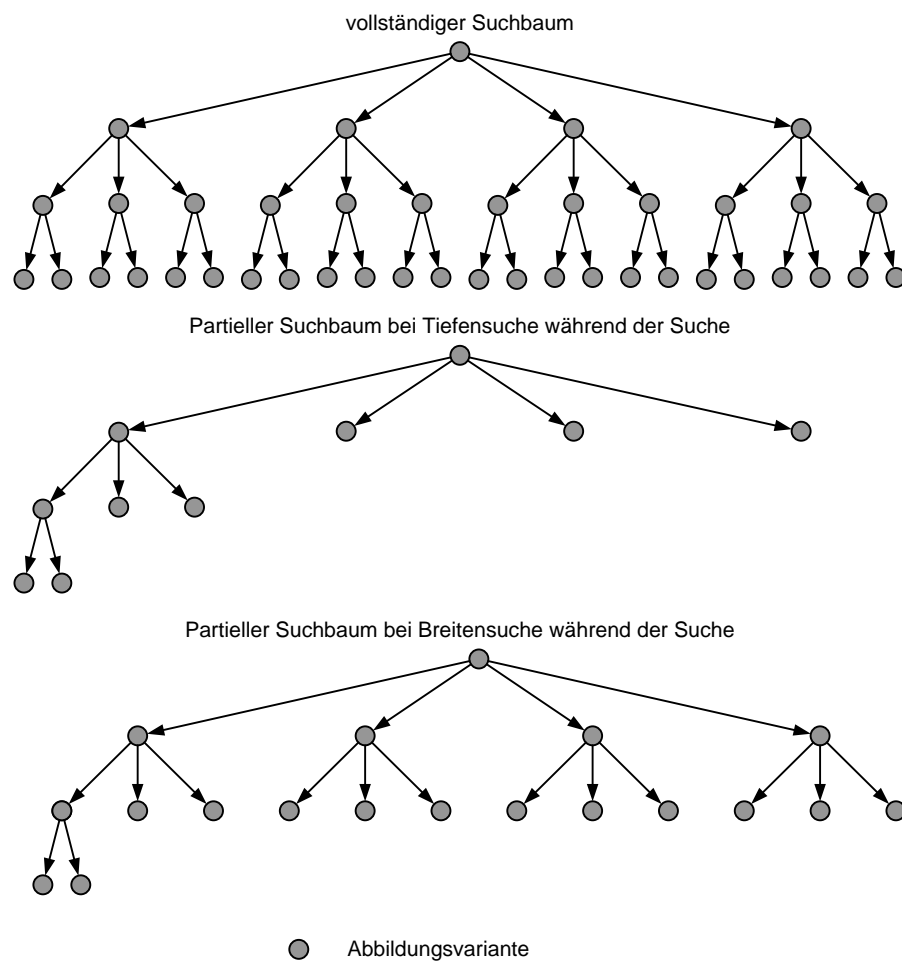 vollständiger Suchbaum
Partieller Suchbaum bei Tiefensuche während der Suche
Partieller Suchbaum bei Breitensuche während der Suche
Abbildungsvariante